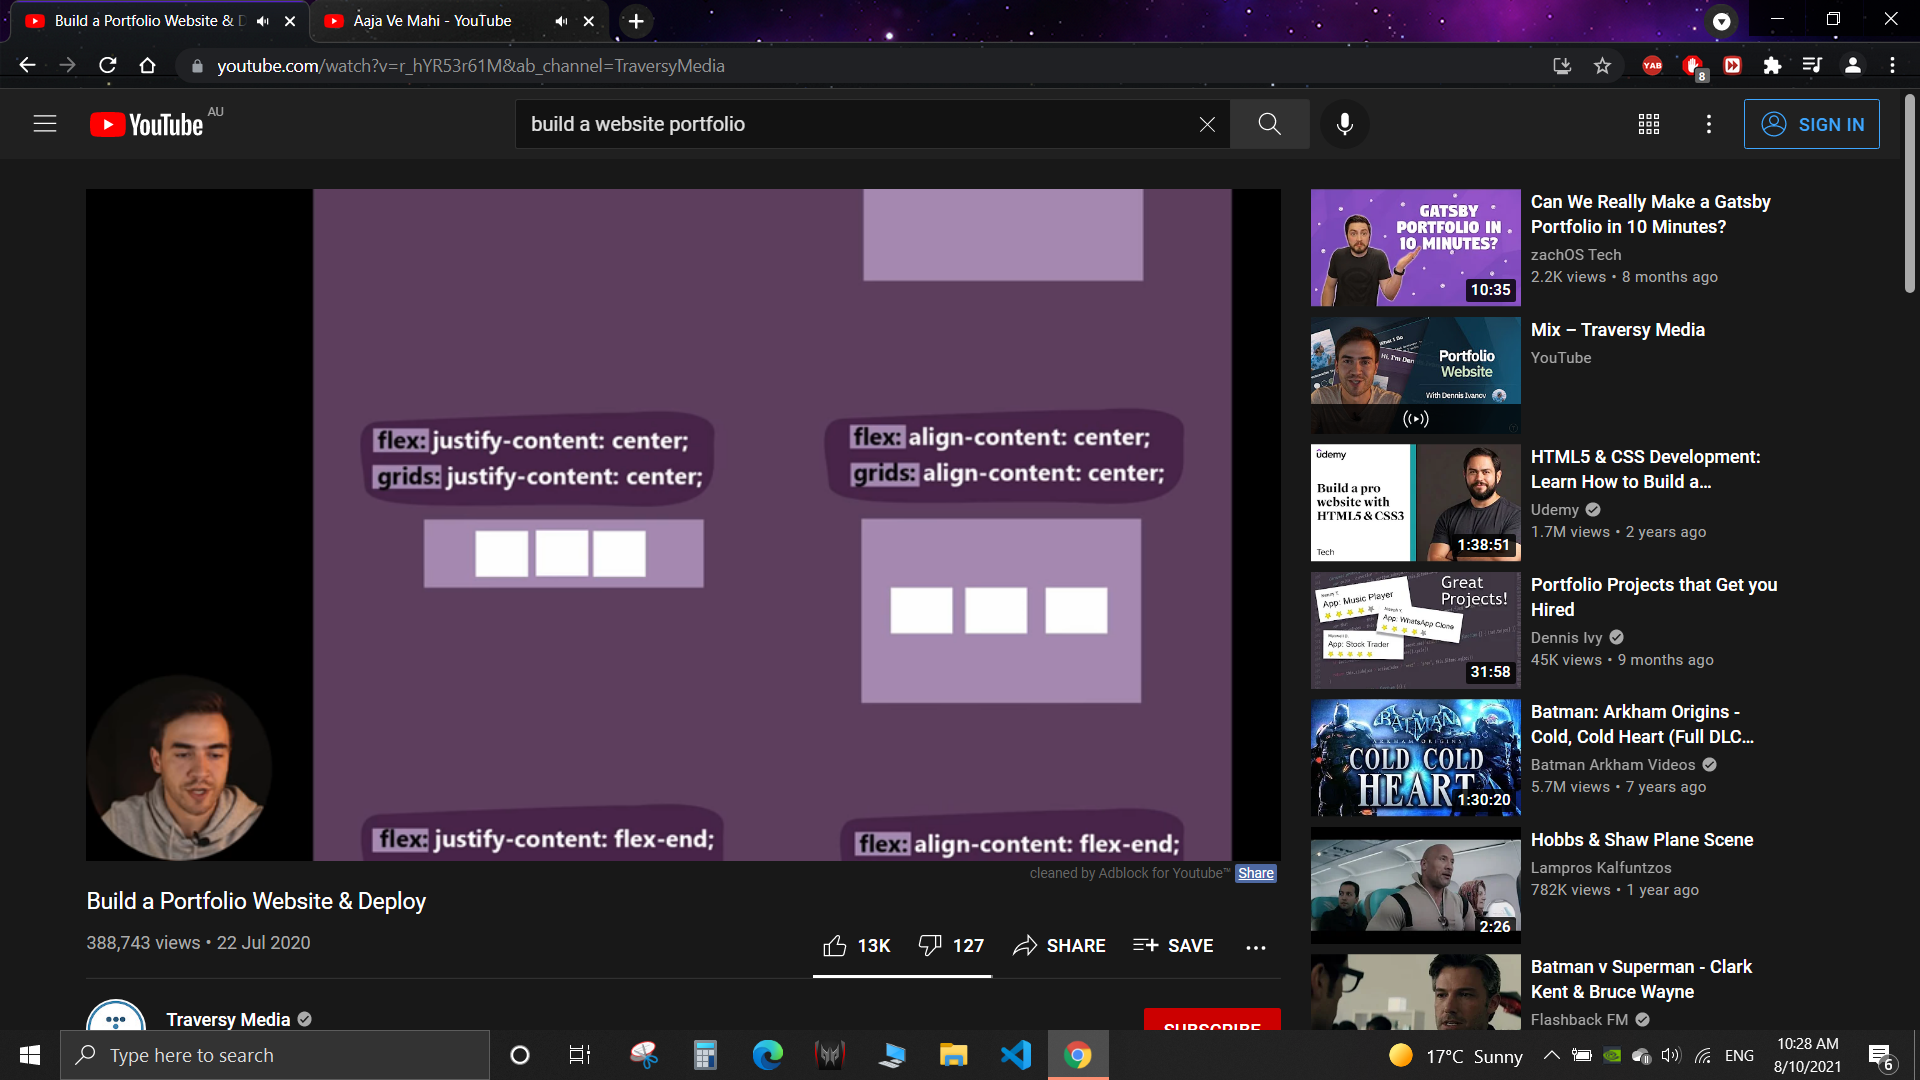 Build a Portfolio Website & D
Aaja Ve Mahi - YouTube
youtube.com/watch?v=r_hYR53r61M&ab_channel=TraversyMedia
YAB
8
YouTube AU
build a website portfolio
SIGN IN
flex: justify-content: center;
grids: justify-content: center;
flex: align-content: center;
grids: align-content: center;
flex: justify-content: flex-end;
flex: align-content: flex-end;
cleaned by Adblock for Youtube™ Share
Build a Portfolio Website & Deploy
388,743 views • 22 Jul 2020
13K
127
SHARE
SAVE
Traversy Media
SUBSCRIBE
GATSBY
PORTFOLIO IN
10 MINUTES?
10:35
Can We Really Make a Gatsby
Portfolio in 10 Minutes?
zachOS Tech
2.2K views • 8 months ago
Portfolio
Website
With Dennis Ivanov
Mix – Traversy Media
YouTube
ûdemy
Build a pro
website with
HTML5 & CSS3
Tech
1:38:51
HTML5 & CSS Development:
Learn How to Build a...
Udemy
1.7M views • 2 years ago
Great
Projects!
App: Music Player
App: WhatsApp Clone
App: Stock Trader
31:58
Portfolio Projects that Get you
Hired
Dennis Ivy
45K views • 9 months ago
BATMAN
ARKHAM ORIGINS
COLD COLD
HEART
1:30:20
Batman: Arkham Origins -
Cold, Cold Heart (Full DLC...
Batman Arkham Videos
5.7M views • 7 years ago
2:26
Hobbs & Shaw Plane Scene
Lampros Kalfuntzos
782K views • 1 year ago
Batman v Superman - Clark
Kent & Bruce Wayne
Flashback FM
Type here to search
17°C Sunny
ENG
10:28 AM
8/10/2021
6